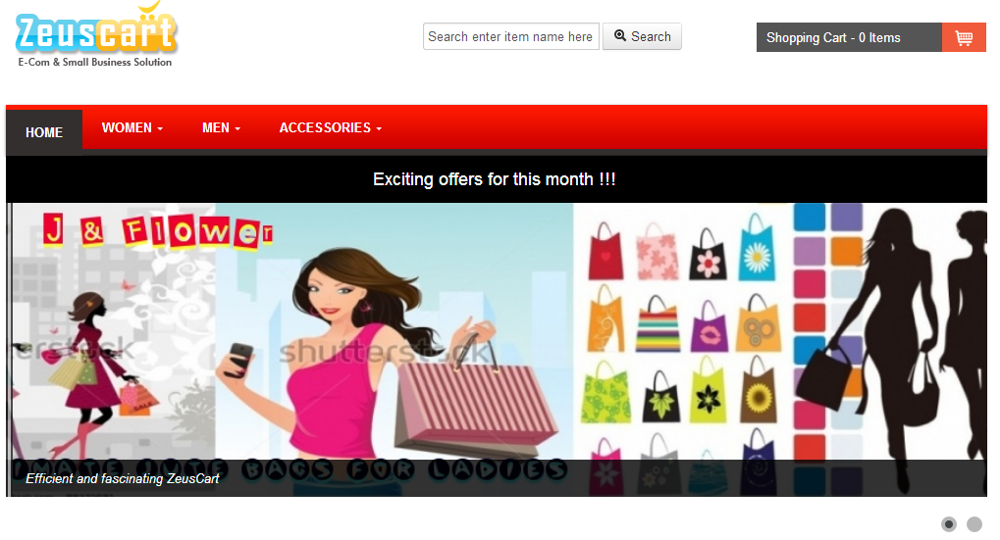 Zeuscart
E-Com & Small Business Solution
Search enter item name here
Search
Shopping Cart - 0 Items
HOME
WOMEN
MEN
ACCESSORIES
Exciting offers for this month !!!
J & Flower
shutterstock
SALE
BAGS FOR LADIES
Efficient and fascinating ZeusCart